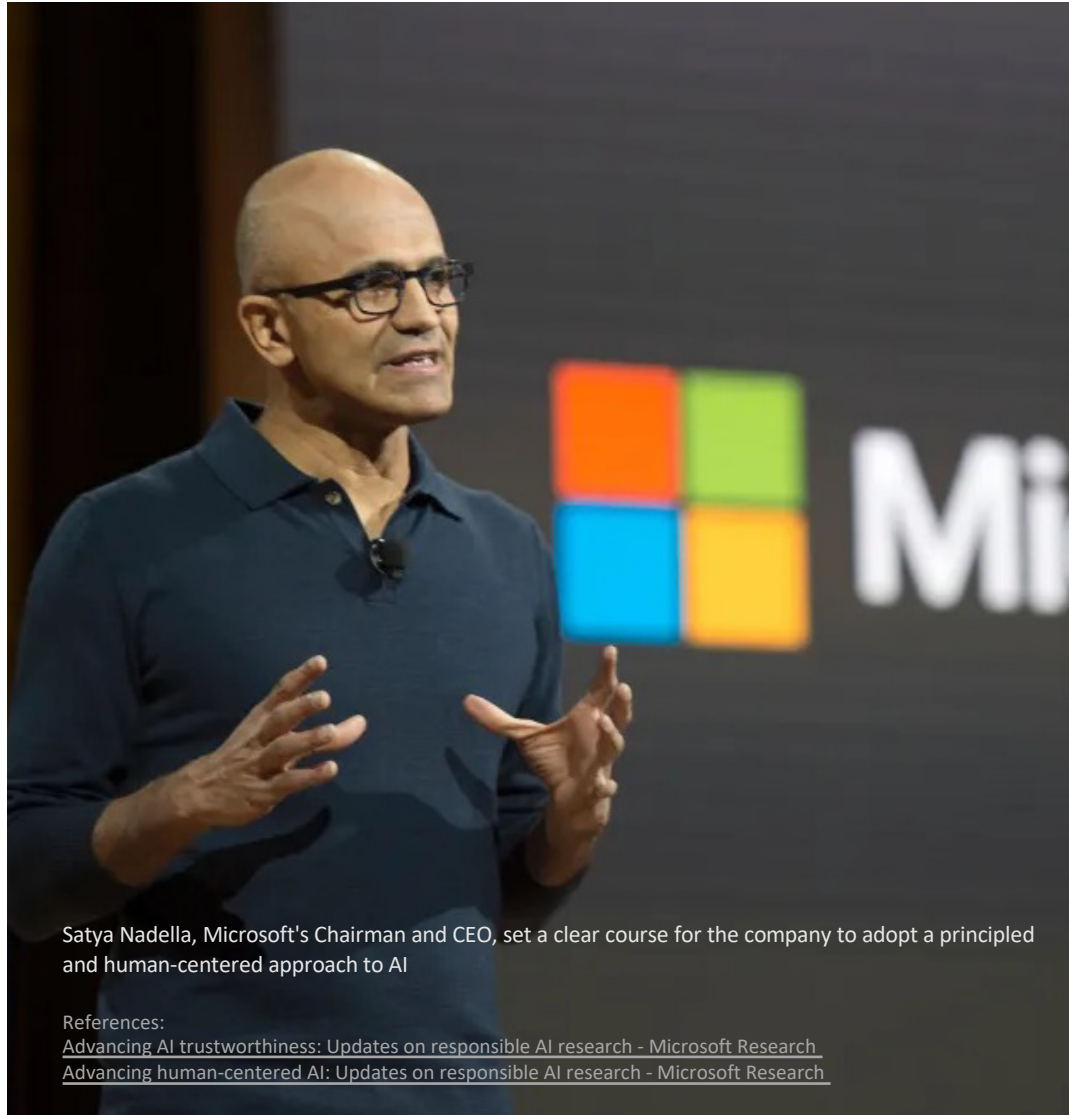 Mi
Satya Nadella, Microsoft's Chairman and CEO, set a clear course for the company to adopt a principled
and human-centered approach to AI
References:
Advancing AI trustworthiness: Updates on responsible AI research - Microsoft Research
Advancing human-centered AI: Updates on responsible AI research - Microsoft Research